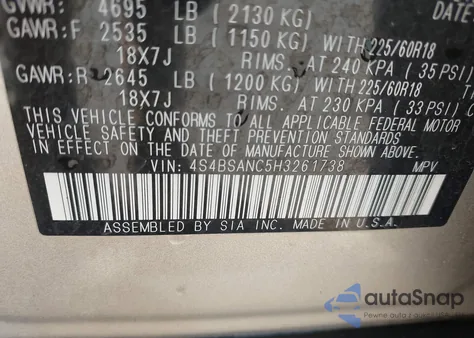 GVWR: 4695 LB (2130 KG) DATE
GAWR:F 2535 LB (1150 KG) WITH 225/60R18
18X7J RIMS. AT 240 KPA (35 PSI)
GAWR:R 2645 LB (1200 KG) WITH 225/60R18
18X7J RIMS. AT 230 KPA (33 PSI) C
THIS VEHICLE CONFORMS TO ALL APPLICABLE FEDERAL MOTOR
VEHICLE SAFETY AND THEFT PREVENTION STANDARDS
IN EFFECT ON THE DATE OF MANUFACTURE SHOWN ABOVE.
VIN: 4S4BSANC5H3261738 MPV
ASSEMBLED BY SIA INC. MADE IN U.S.A.
autoSnap
Pewne auto z